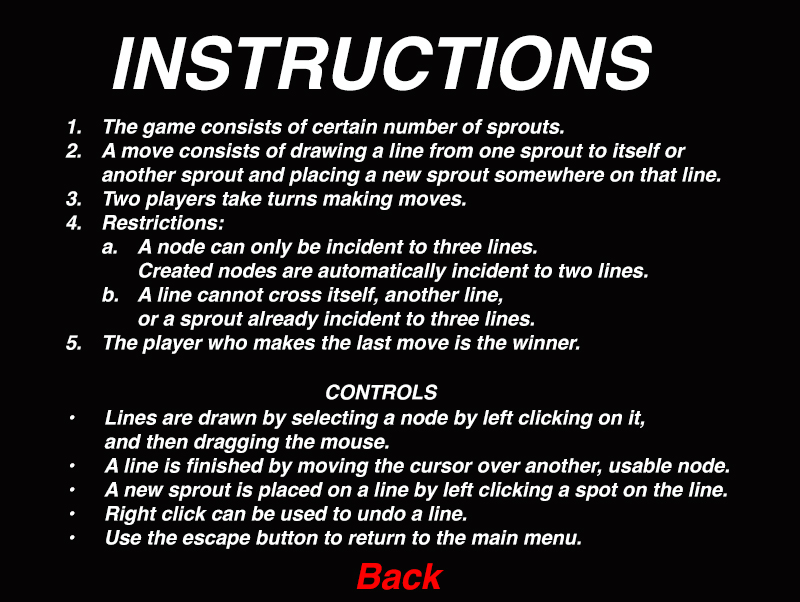 INSTRUCTIONS
1. The game consists of certain number of sprouts.
2. A move consists of drawing a line from one sprout to itself or
another sprout and placing a new sprout somewhere on that line.
3. Two players take turns making moves.
4. Restrictions:
a. A node can only be incident to three lines.
Created nodes are automatically incident to two lines.
b. A line cannot cross itself, another line,
or a sprout already incident to three lines.
5. The player who makes the last move is the winner.
CONTROLS
• Lines are drawn by selecting a node by left clicking on it,
and then dragging the mouse.
• A line is finished by moving the cursor over another, usable node.
• A new sprout is placed on a line by left clicking a spot on the line.
• Right click can be used to undo a line.
• Use the escape button to return to the main menu.
Back